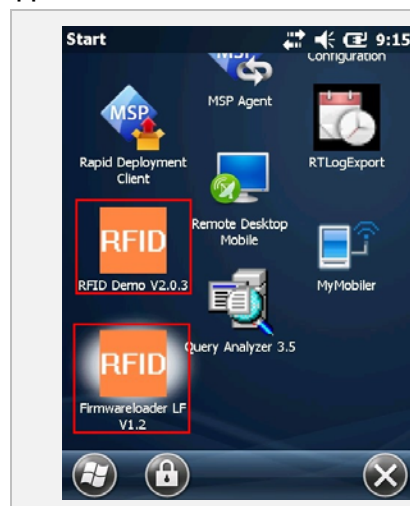 Start
9:15
MSP
Configuration
MSP Agent
MSP
Rapid Deployment
Client
RTLogExport
Remote Desktop
Mobile
RFID
RFID Demo V2.0.3
MyMobiler
Query Analyzer 3.5
RFID
Firmwareloader LF
V1.2